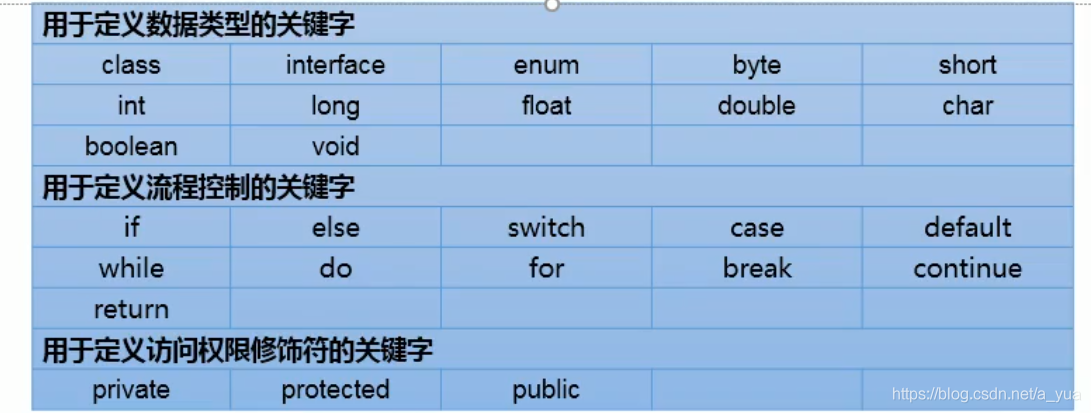 用于定义数据类型的关键字
class interface enum byte short
int long float double char
boolean void
用于定义流程控制的关键字
if else switch case default
while do for break continue
return
用于定义访问权限修饰符的关键字
private protected public
https://blog.csdn.net/a_yua